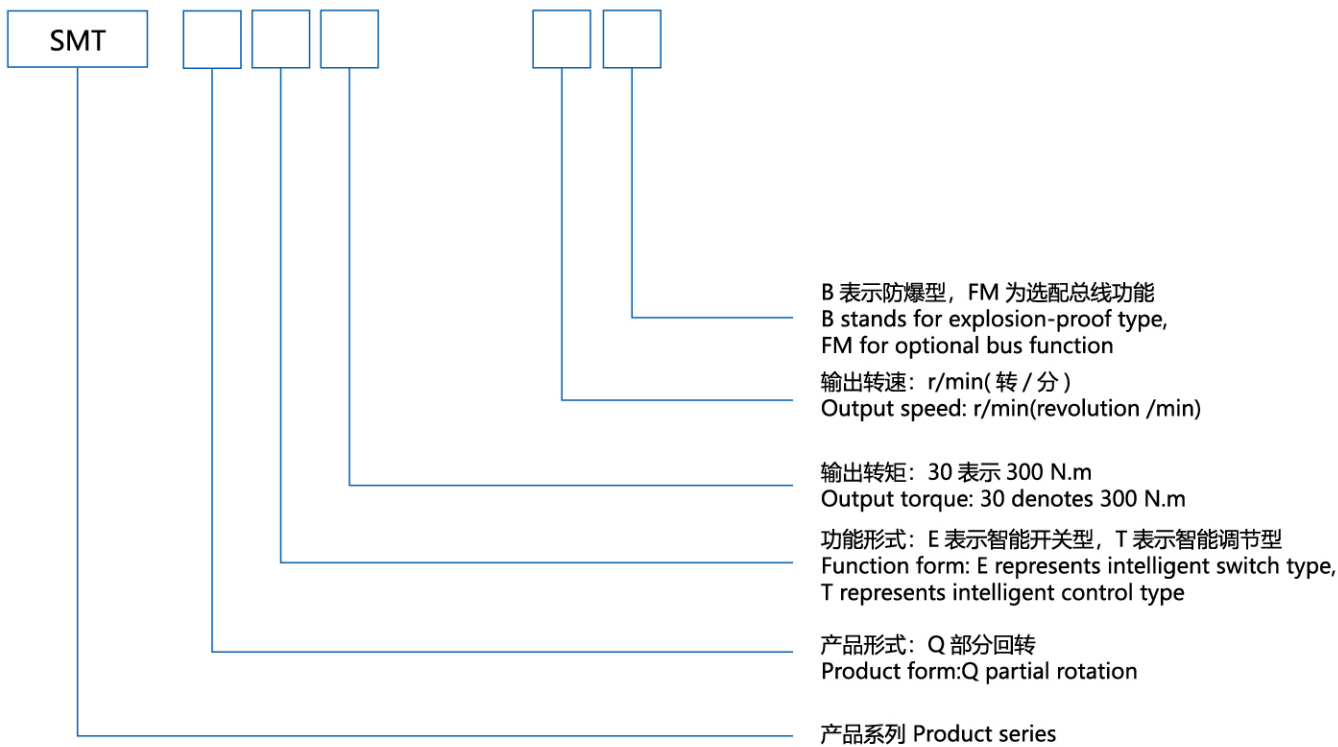 SMT
B 表示防爆型，FM 为选配总线功能
B stands for explosion-proof type,
FM for optional bus function
输出转速：r/min( 转 / 分 )
Output speed: r/min(revolution /min)
输出转矩：30 表示 300 N.m
Output torque: 30 denotes 300 N.m
功能形式：E 表示智能开关型，T 表示智能调节型
Function form: E represents intelligent switch type,
T represents intelligent control type
产品形式：Q 部分回转
Product form:Q partial rotation
产品系列 Product series